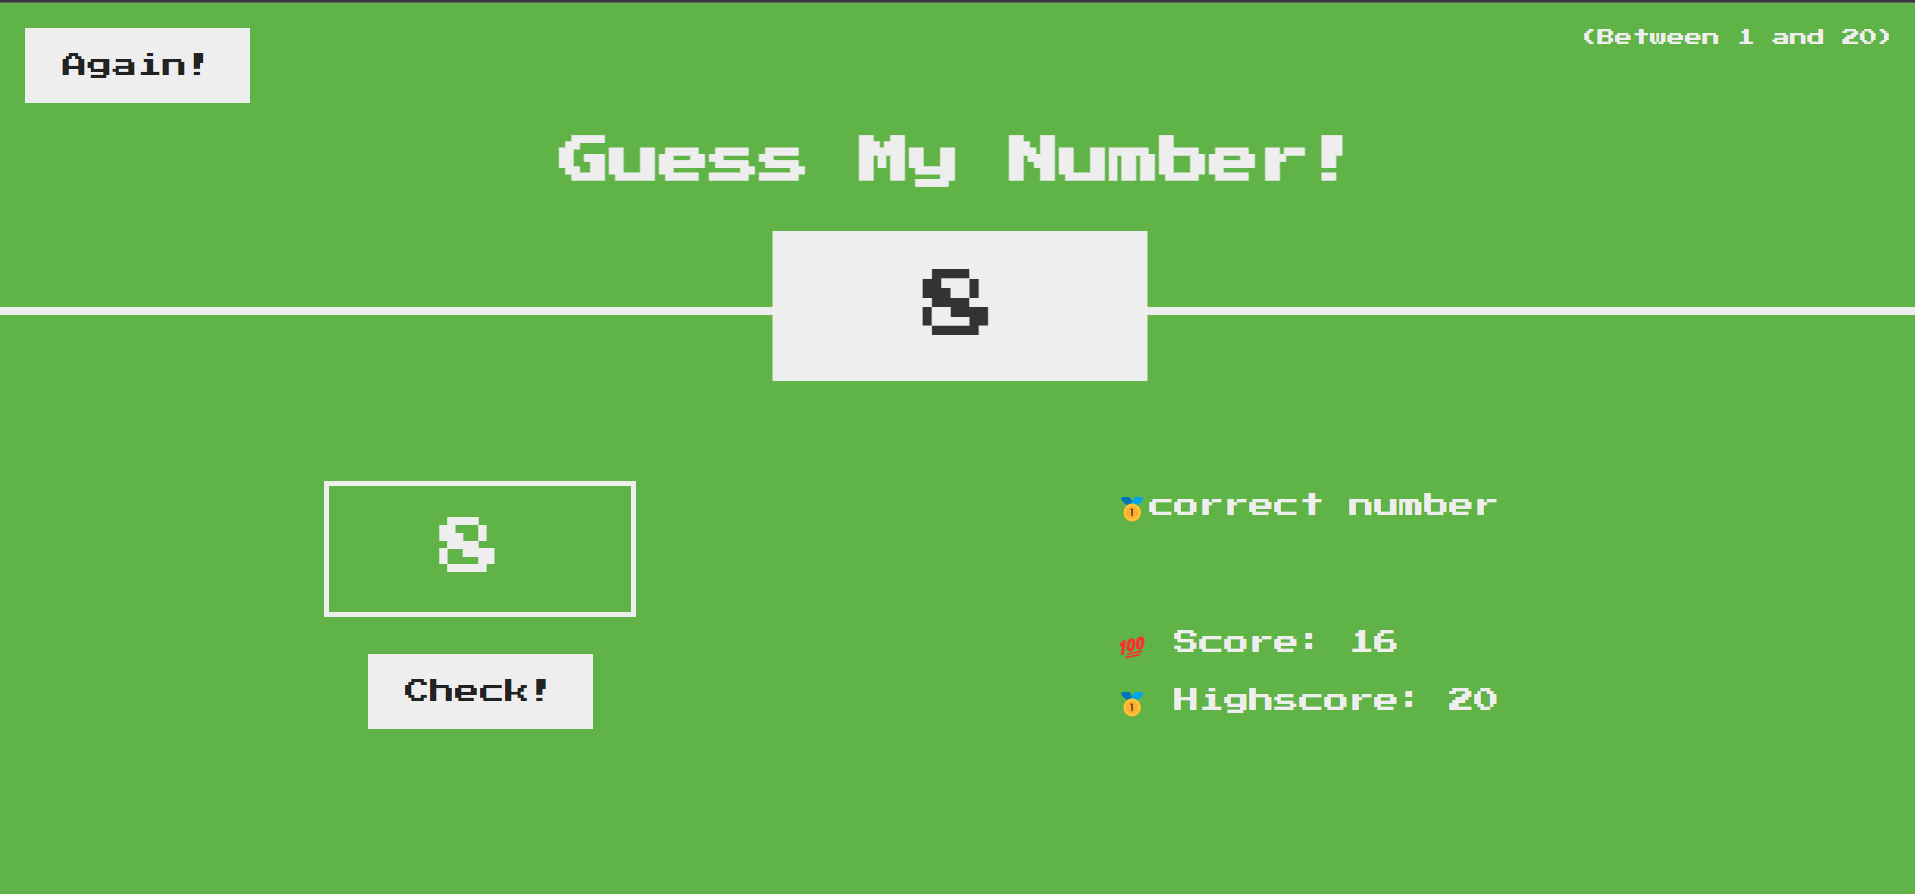 Again!
(Between 1 and 20)
Guess My Number!
8
8
Check!
🥇correct number
💯 Score: 16
🥇 Highscore: 20